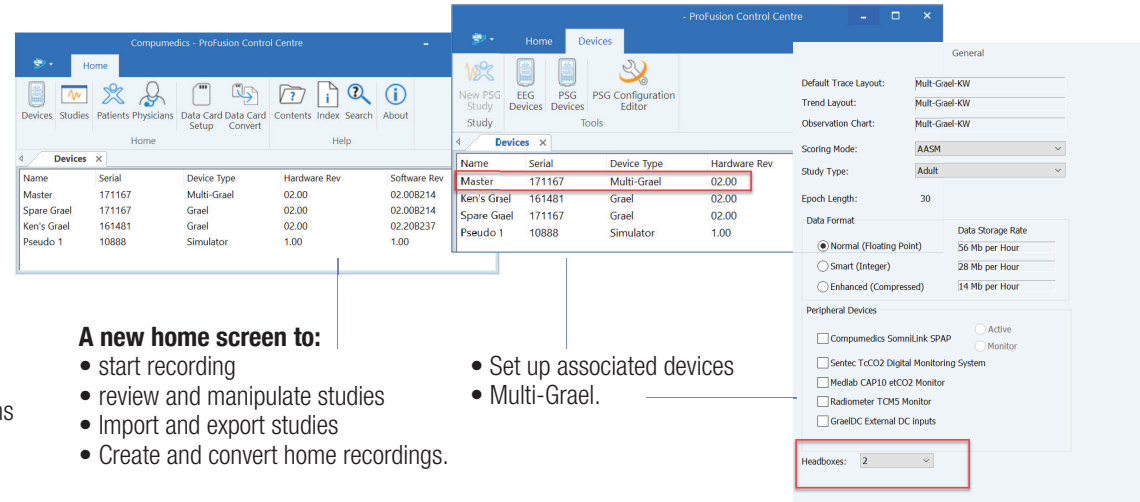 Compumedics - ProFusion Control Centre
Home
Devices Studies Patients Physicians Data Card Setup Data Card Convert Contents Index Search About
Home Help
Devices ×
Name Serial Device Type Hardware Rev Software Rev
Master 171167 Multi-Grael 02.00 02.00B214
Spare Grael 171167 Grael 02.00 02.00B214
Ken's Grael 161481 Grael 02.00 02.20B237
Pseudo 1 10888 Simulator 1.00 1.00
- ProFusion Control Centre
Home Devices
New PSG Study EEG Devices PSG Devices PSG Configuration Editor
Study Tools
Devices ×
Name Serial Device Type Hardware Rev
Master 171167 Multi-Grael 02.00
Ken's Grael 161481 Grael 02.00
Spare Grael 171167 Grael 02.00
Pseudo 1 10888 Simulator 1.00
General
Default Trace Layout: Mult-Grael-KW
Trend Layout: Mult-Grael-KW
Observation Chart: Mult-Grael-KW
Scoring Mode: AASM
Study Type: Adult
Epoch Length: 30
Data Format
Data Storage Rate
Normal (Floating Point) 56 Mb per Hour
Smart (Integer) 28 Mb per Hour
Enhanced (Compressed) 14 Mb per Hour
Peripheral Devices
Compumedics SomniLink SPAP
Active
Monitor
Sentec TcCO2 Digital Monitoring System
Medlab CAP10 etCO2 Monitor
Radiometer TCM5 Monitor
GraelDC External DC inputs
Headboxes: 2
A new home screen to:
• start recording
• review and manipulate studies
• Import and export studies
• Create and convert home recordings.
• Set up associated devices
• Multi-Grael.